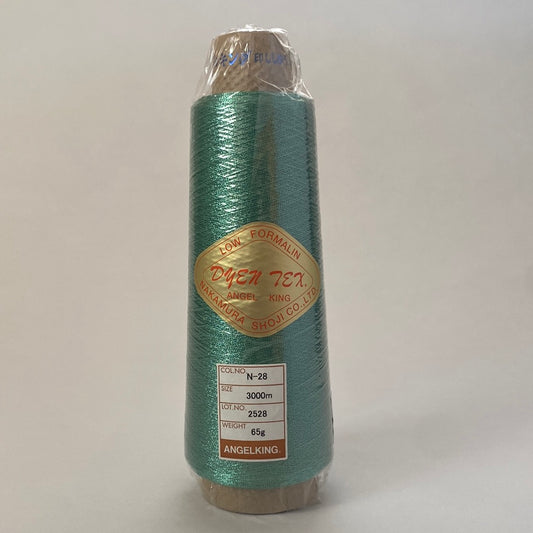 LOW FORMALIN
DYEN TEX.
ANGEL KING
NAKAMURA SHOJI CO., LTD.
COL.NO. N-28
SIZE 3000m
LOT.NO. 2528
WEIGHT 65g
ANGELKING.